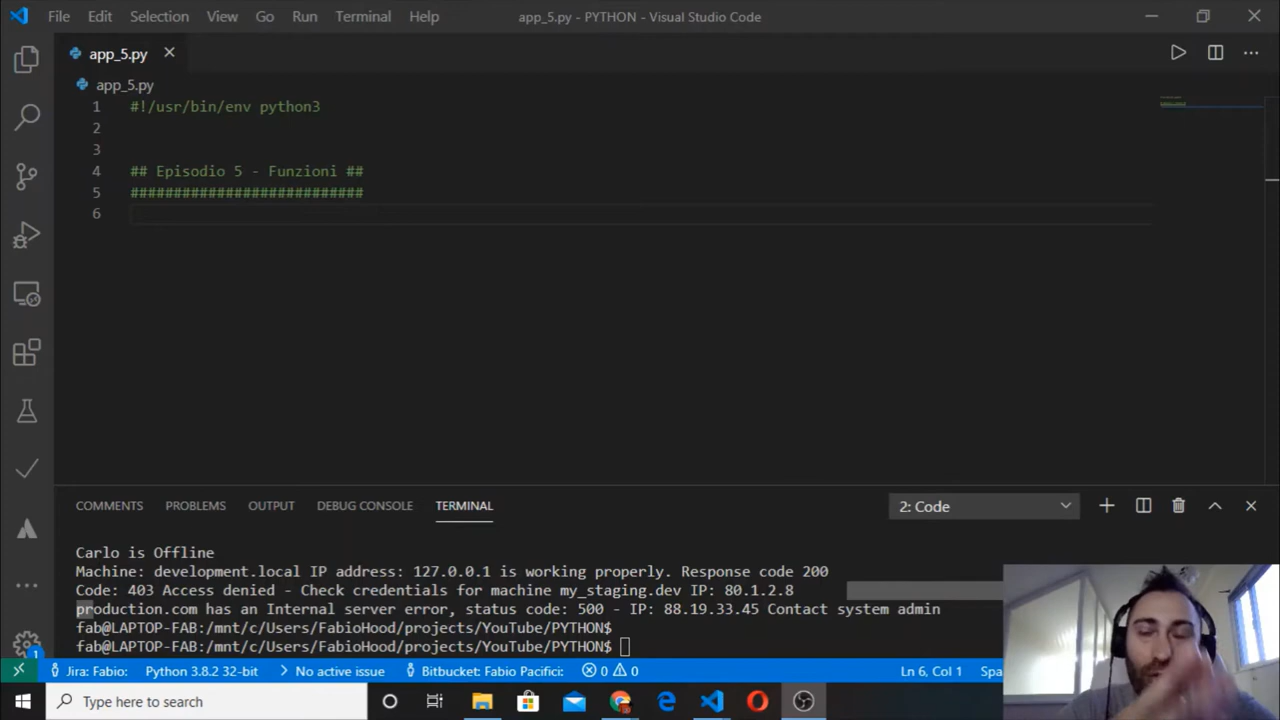 File Edit Selection View Go Run Terminal Help app_5.py - PYTHON - Visual Studio Code
app_5.py
app_5.py
1 #!/usr/bin/env python3
2
3
4 ## Episodio 5 - Funzioni ##
5 ###########################
6
COMMENTS PROBLEMS OUTPUT DEBUG CONSOLE TERMINAL 2: Code
Carlo is Offline
Machine: development.local IP address: 127.0.0.1 is working properly. Response code 200
Code: 403 Access denied - Check credentials for machine my_staging.dev IP: 80.1.2.8
production.com has an Internal server error, status code: 500 - IP: 88.19.33.45 Contact system admin
fab@LAPTOP-FAB:/mnt/c/Users/FabioHood/projects/YouTube/PYTHON$
fab@LAPTOP-FAB:/mnt/c/Users/FabioHood/projects/YouTube/PYTHON$
1
Jira: Fabio: Python 3.8.2 32-bit No active issue Bitbucket: Fabio Pacifici: 0 0 Ln 6, Col 1 Spa
Type here to search